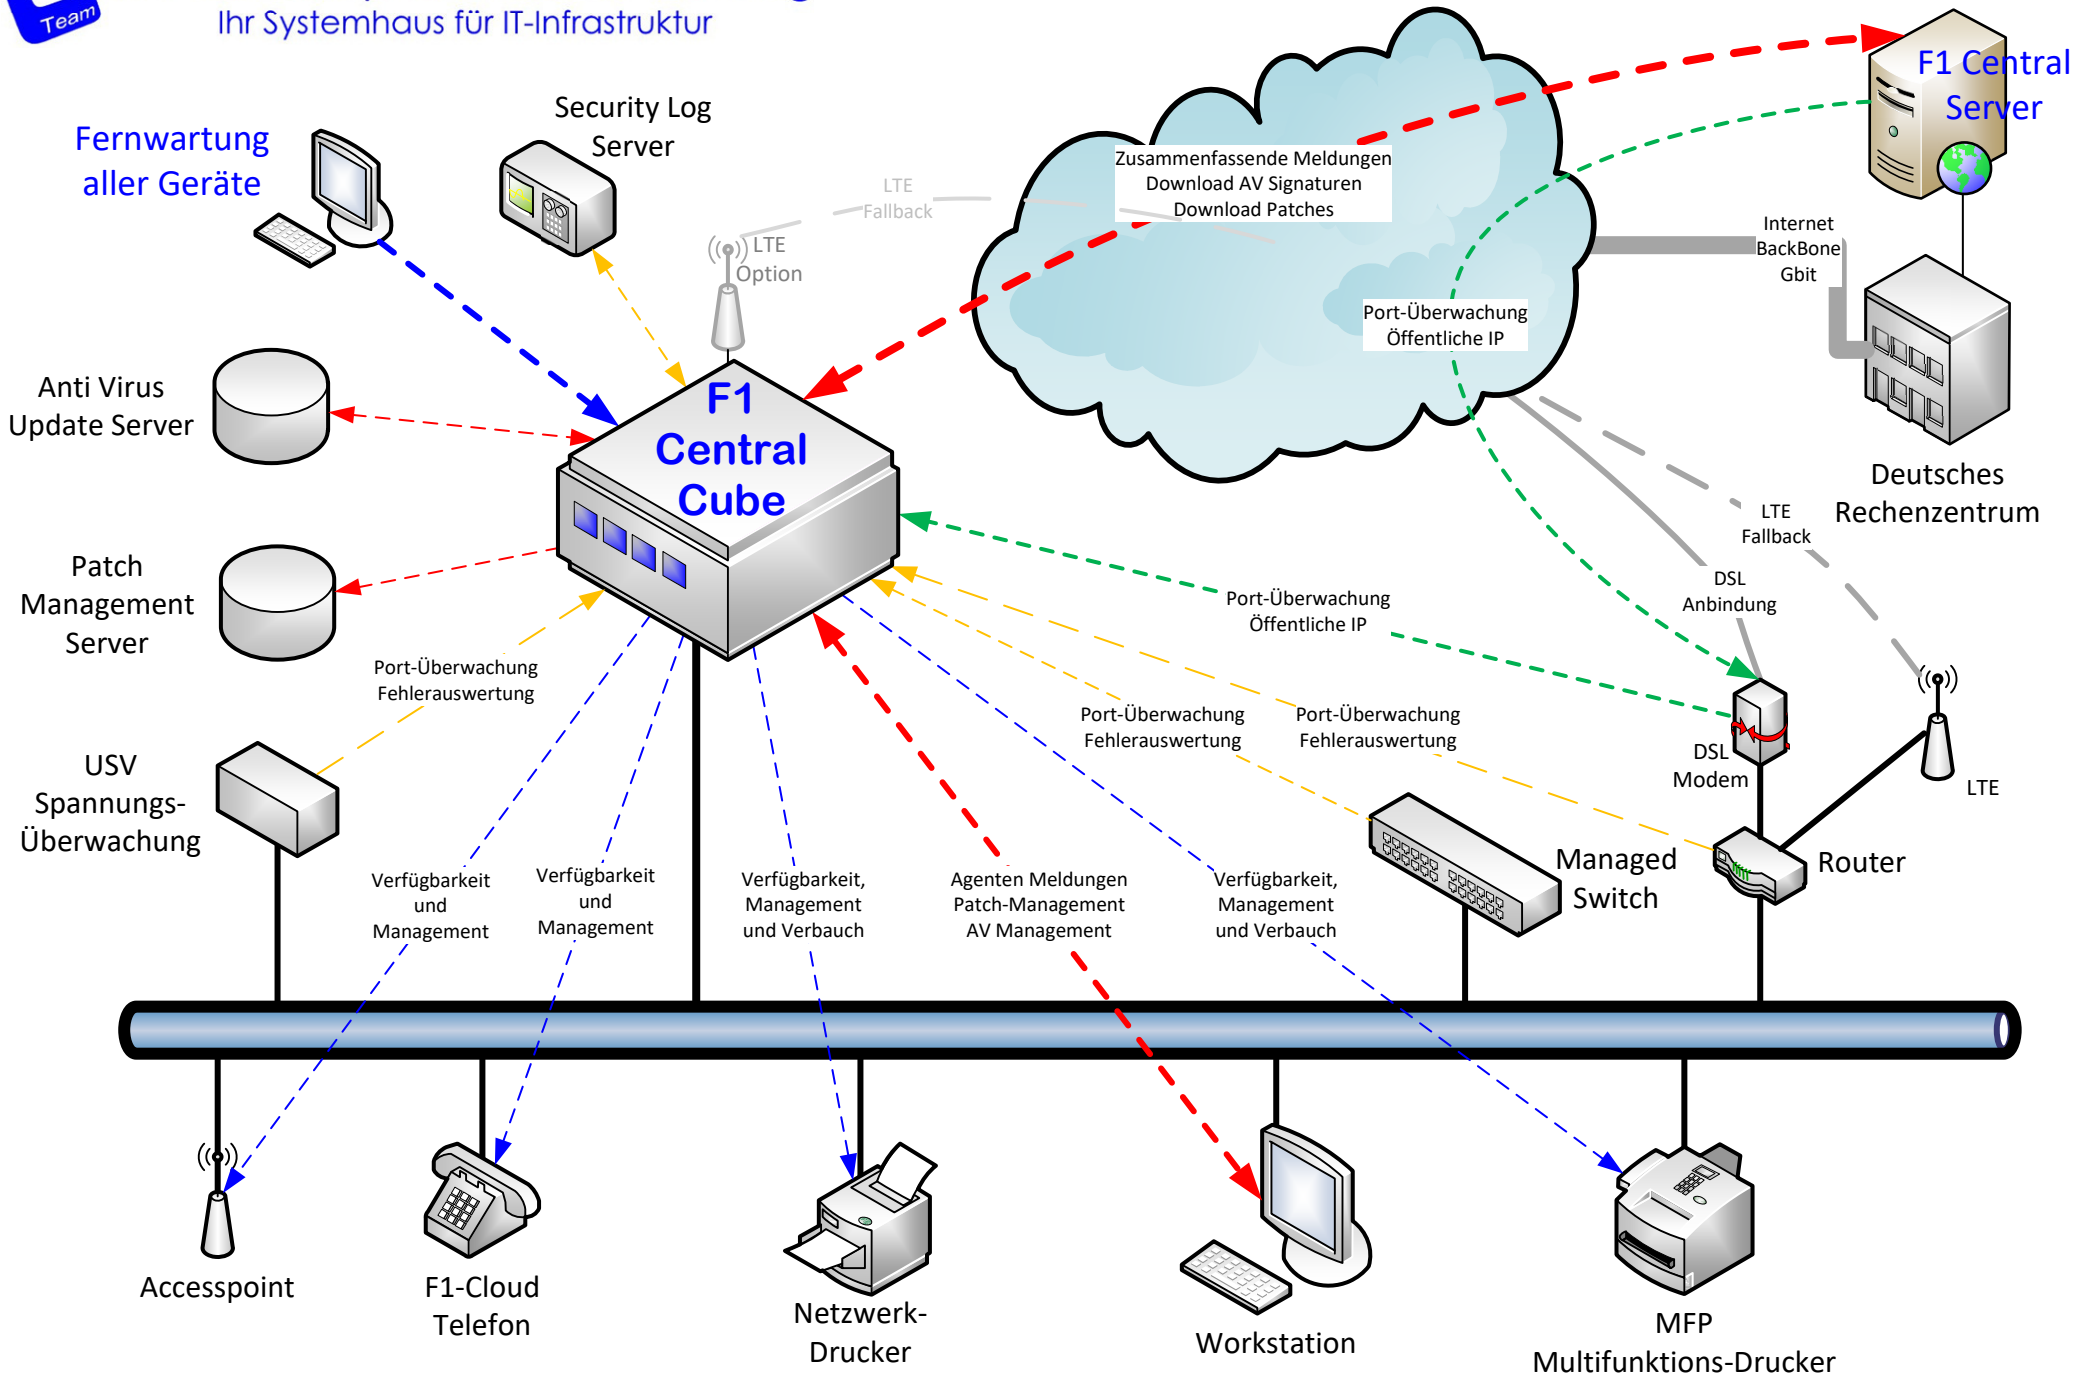 Team
Ihr Systemhaus für IT-Infrastruktur
F1 Central
Server
Security Log
Server
Fernwartung
aller Geräte
Zusammenfassende Meldungen
Download AV Signaturen
Download Patches
LTE
Fallback
LTE
Option
Internet
BackBone
Gbit
Port-Überwachung
Öffentliche IP
Anti Virus
Update Server
F1
Central
Cube
Deutsches
Rechenzentrum
LTE
Fallback
Patch
Management
Server
DSL
Anbindung
Port-Überwachung
Öffentliche IP
Port-Überwachung
Fehlerauswertung
Port-Überwachung
Fehlerauswertung
Port-Überwachung
Fehlerauswertung
DSL
Modem
LTE
USV
Spannungs-
Überwachung
Managed
Switch
Router
Verfügbarkeit
und
Management
Verfügbarkeit
und
Management
Verfügbarkeit,
Management
und Verbauch
Agenten Meldungen
Patch-Management
AV Management
Verfügbarkeit,
Management
und Verbauch
Accesspoint
F1-Cloud
Telefon
Netzwerk-
Drucker
Workstation
MFP
Multifunktions-Drucker